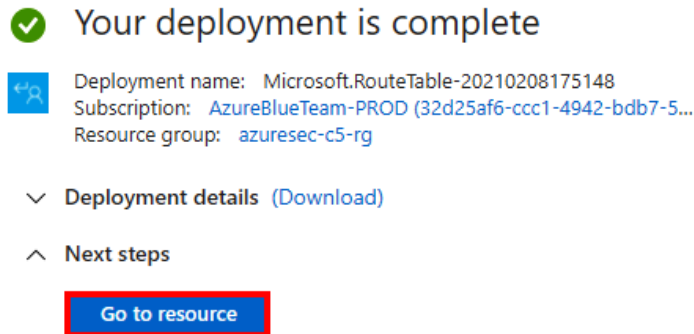 Your deployment is complete
Deployment name: Microsoft.RouteTable-20210208175148
Subscription: AzureBlueTeam-PROD (32d25af6-ccc1-4942-bdb7-5...
Resource group: azuresec-c5-rg
Deployment details (Download)
Next steps
Go to resource